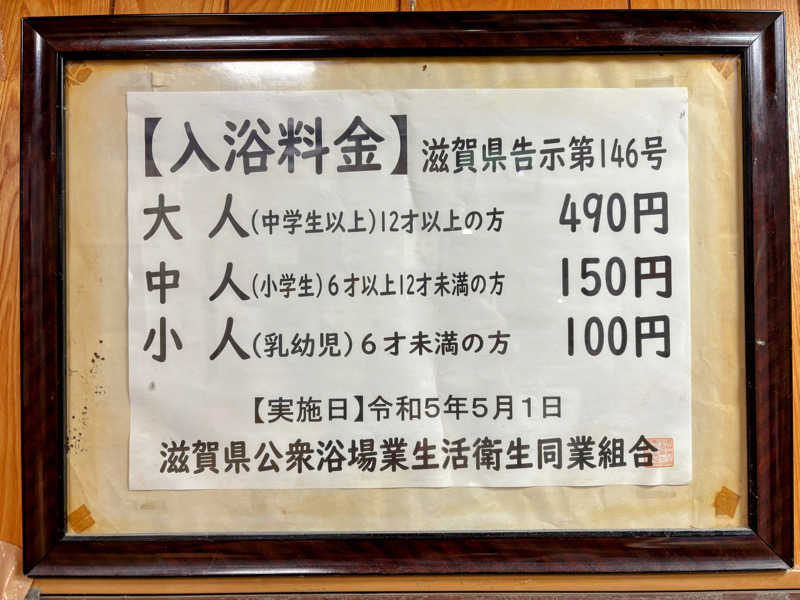 【入浴料金】滋賀県告示第146号
大人(中学生以上)12才以上の方 490円
中人(小学生)6才以上12才未満の方 150円
小人(乳幼児)6才未満の方 100円
【実施日】令和5年5月1日
滋賀県公衆浴場業生活衛生同業組合